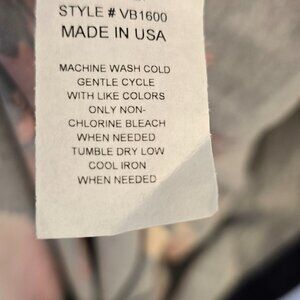 STYLE # VB1600
MADE IN USA
MACHINE WASH COLD
GENTLE CYCLE
WITH LIKE COLORS
ONLY NON-
CHLORINE BLEACH
WHEN NEEDED
TUMBLE DRY LOW
COOL IRON
WHEN NEEDED